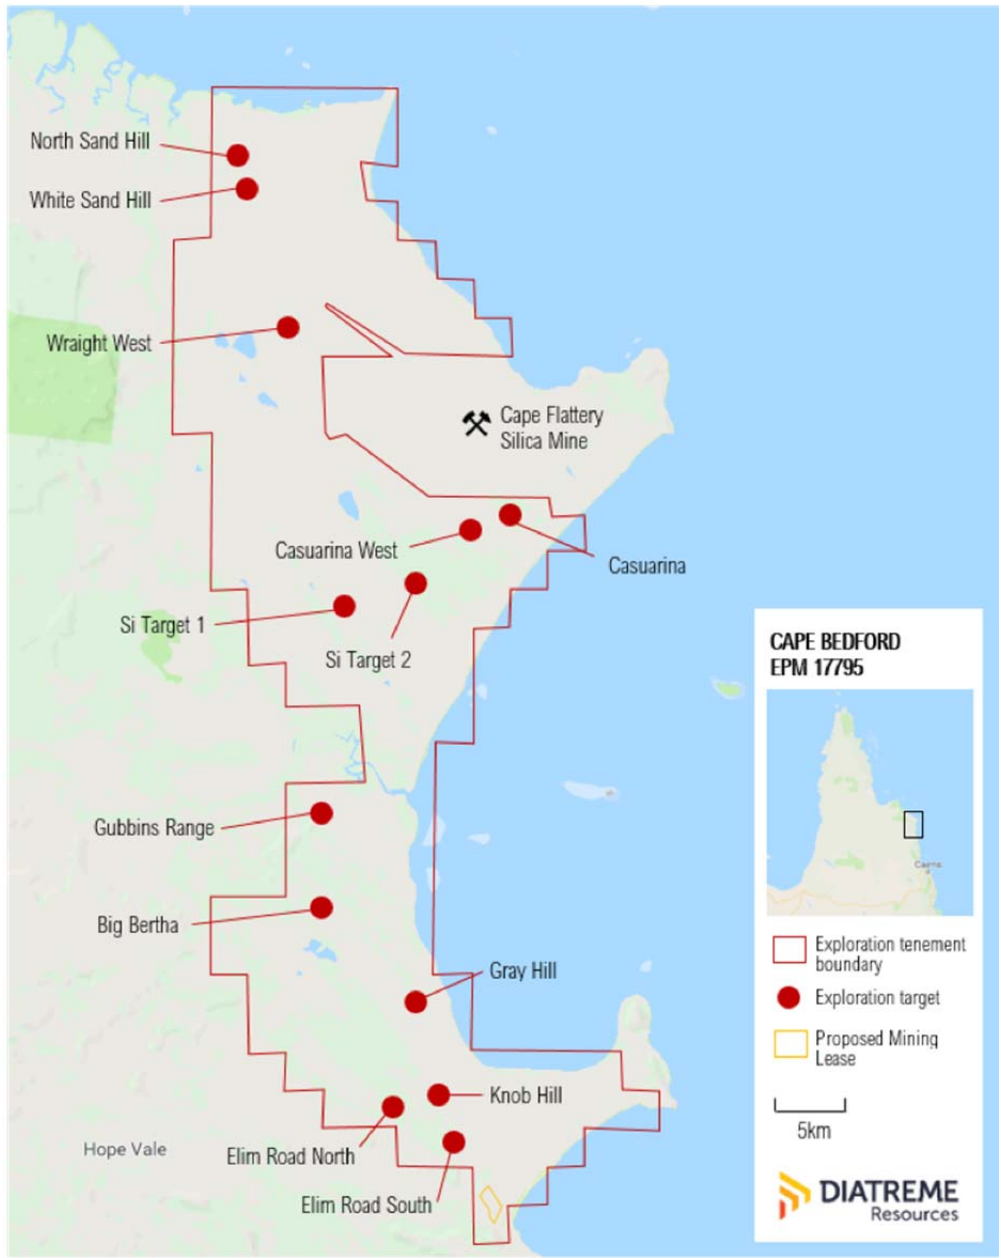 North Sand Hill
White Sand Hill
Wraight West
Cape Flattery
Silica Mine
Casuarina West
Casuarina
Si Target 1
Si Target 2
Gubbins Range
Big Bertha
Gray Hill
Knob Hill
Hope Vale
Elim Road North
Elim Road South
CAPE BEDFORD
EPM 17795
Cairns
Exploration tenement
boundary
Exploration target
Proposed Mining
Lease
5km
DIATREME
Resources